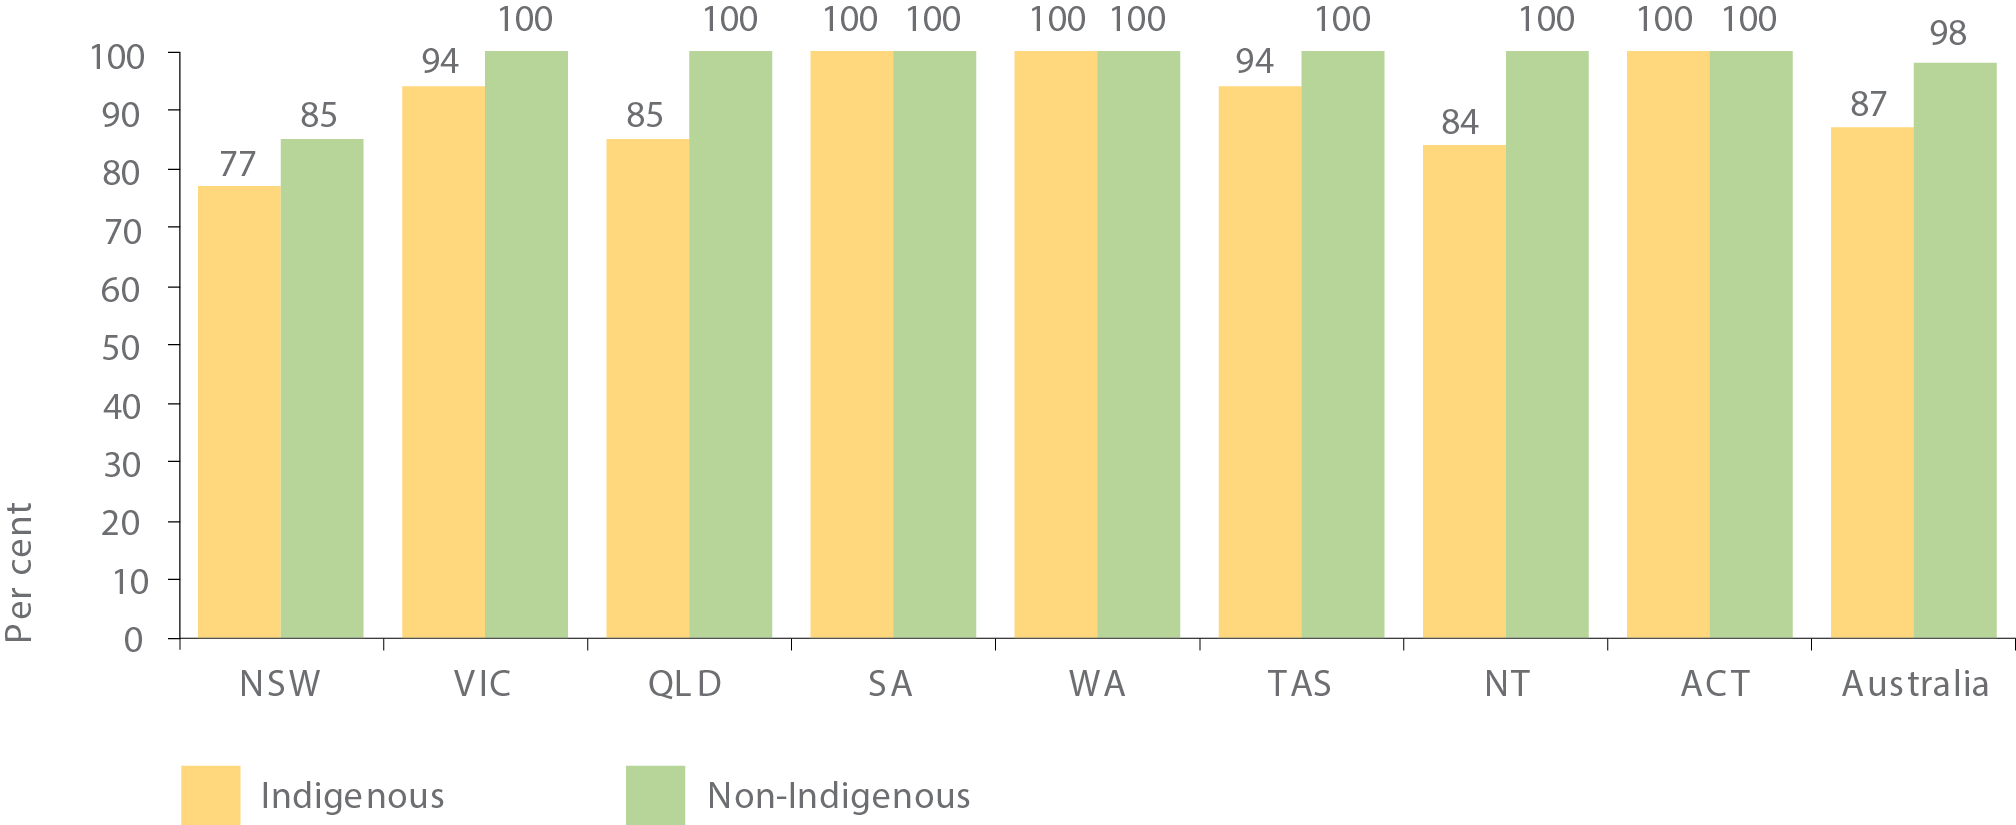 100 100 100 100 100 100 100 100 100 100
98
100 94 94
90 85 85 84 87
80 77
70
60
50
40
30
20
10
0
Per cent
NSW VIC QLD SA WA TAS NT ACT Australia
Indigenous Non-Indigenous